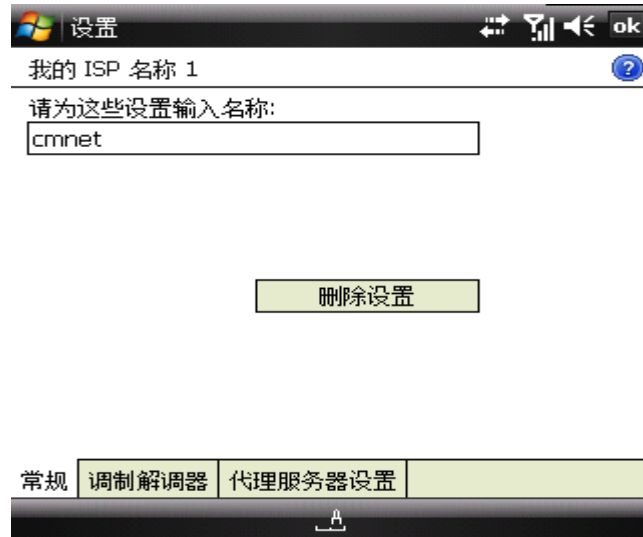 设置 ok
我的 ISP 名称 1 ?
请为这些设置输入名称:
cmnet
删除设置
常规 调制解调器 代理服务器设置
A